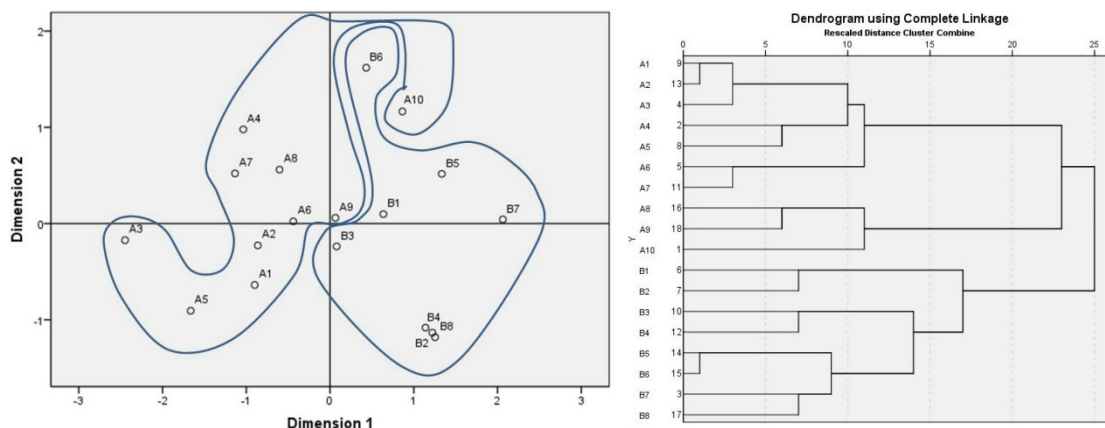 2
1
0
-1
-3
-2
-1
0
1
2
3
Dimension 2
Dimension 1
B6
A10
A4
A7
A8
B5
A6
A9
B1
B7
A3
A2
B3
A1
A5
B4
B8
B2
Dendrogram using Complete Linkage
Rescaled Distance Cluster Combine
0 5 10 15 20 25
A1 9
A2 13
A3 4
A4 2
A5 8
A6 5
A7 11
A8 16
A9 18
A10 1
B1 6
B2 7
B3 10
B4 12
B5 14
B6 15
B7 3
B8 17
Y